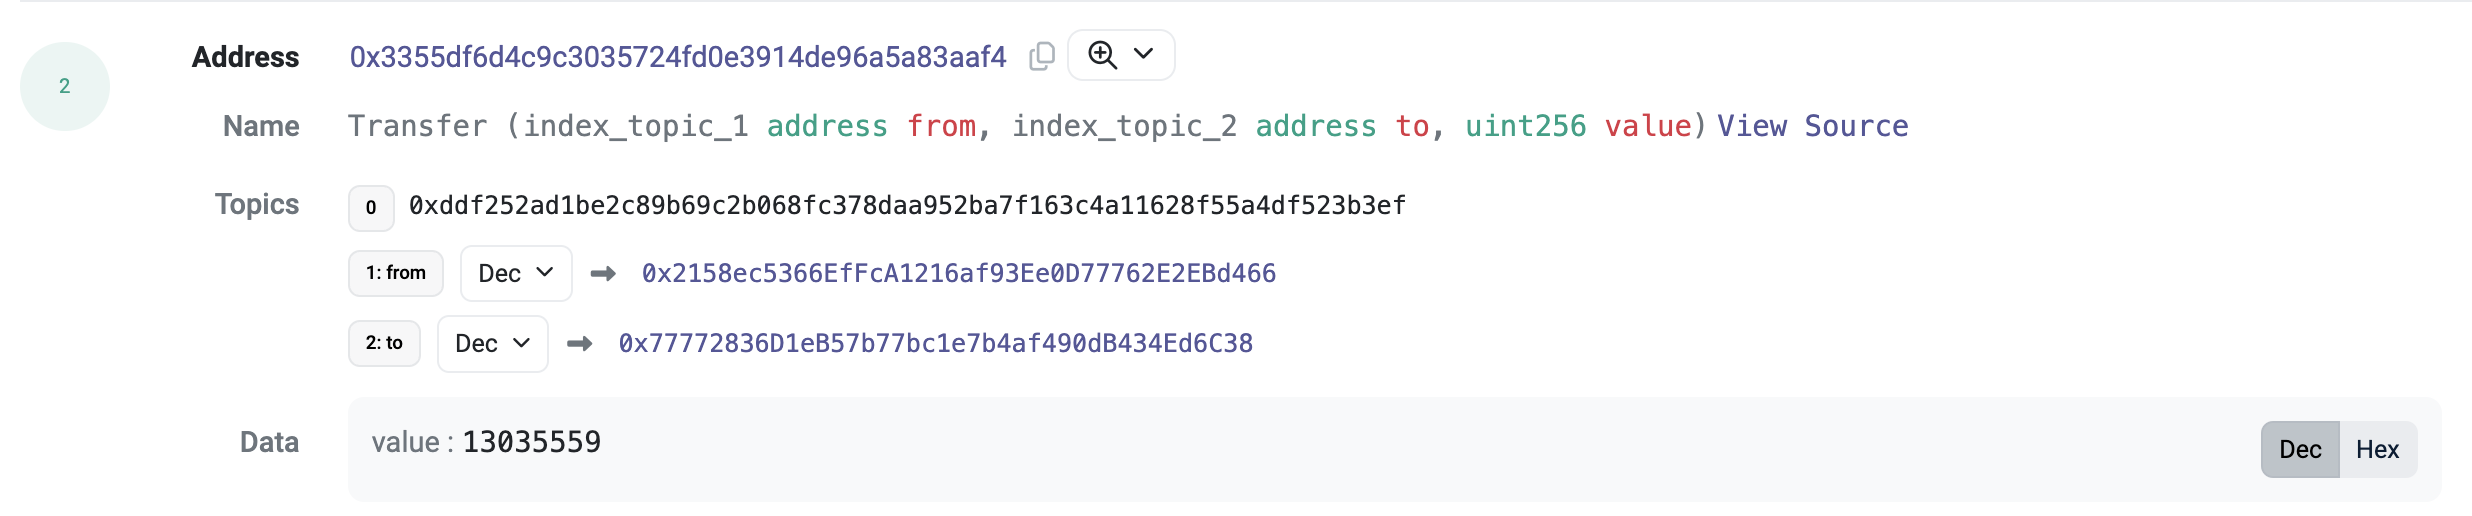 2
Address 0x3355df6d4c9c3035724fd0e3914de96a5a83aaf4
Name Transfer (index_topic_1 address from, index_topic_2 address to, uint256 value) View Source
Topics 0 0xddf252ad1be2c89b69c2b068fc378daa952ba7f163c4a11628f55a4df523b3ef
1: from Dec 0x2158ec5366EfFcA1216af93Ee0D77762E2EBd466
2: to Dec 0x77772836D1eB57b77bc1e7b4af490dB434Ed6C38
Data value : 13035559 Dec Hex